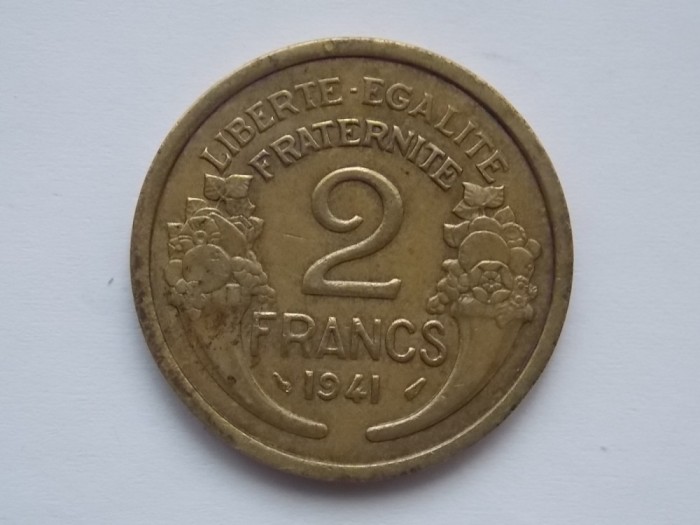 LIBERTE-EGALITE
FRATERNITE
2
FRANCS
1941